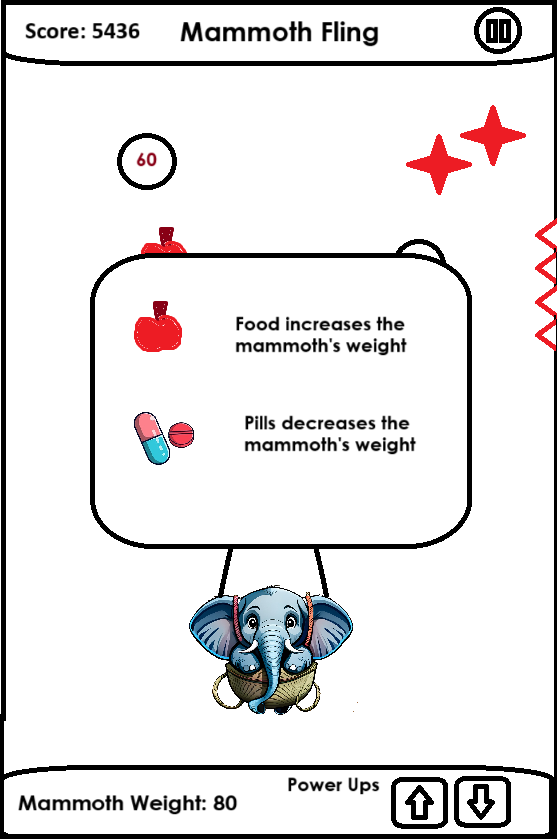 Score: 5436
Mammoth Fling
60
Food increases the
mammoth's weight
Pills decreases the
mammoth's weight
Power Ups
Mammoth Weight: 80